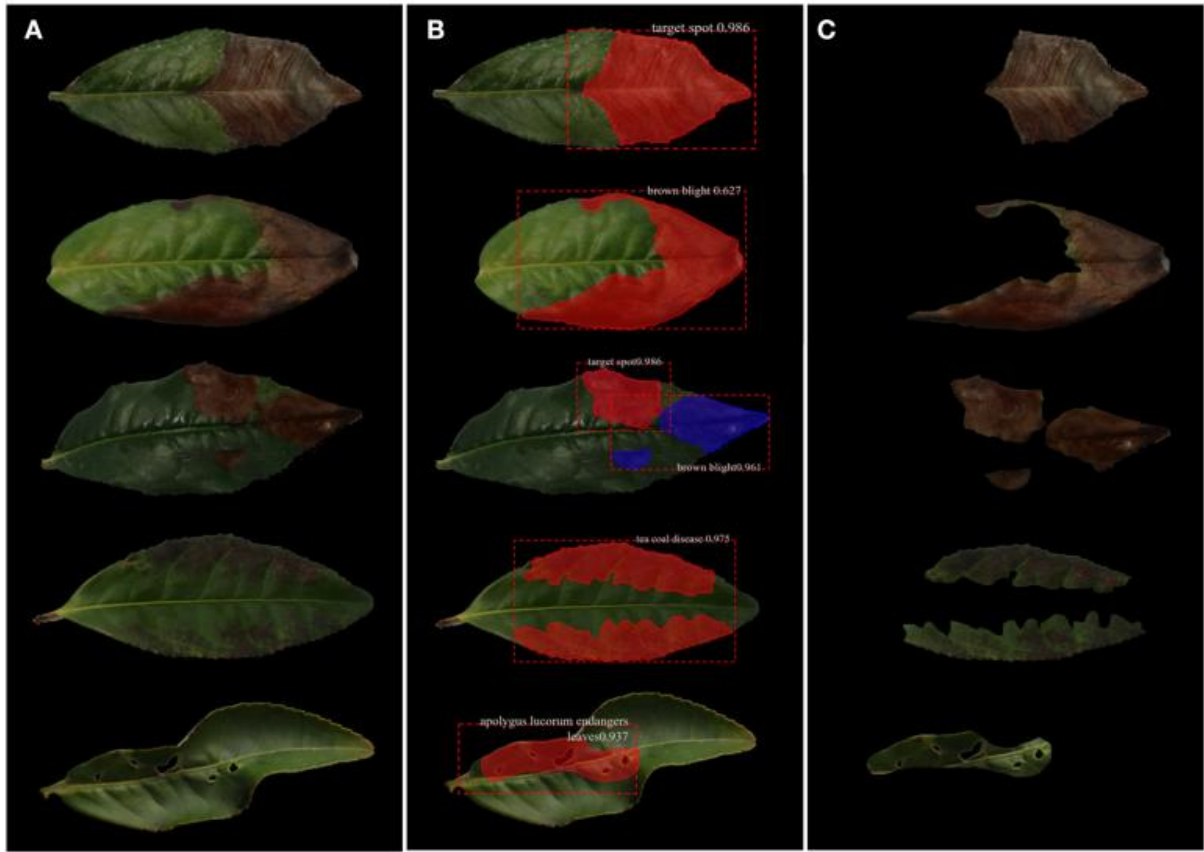 A
B
C
target spot 0.986
brown blight 0.627
target spot0.986
brown blight0.961
tea coal disease 0.975
apolygus lucorum endangers
leaves0.937